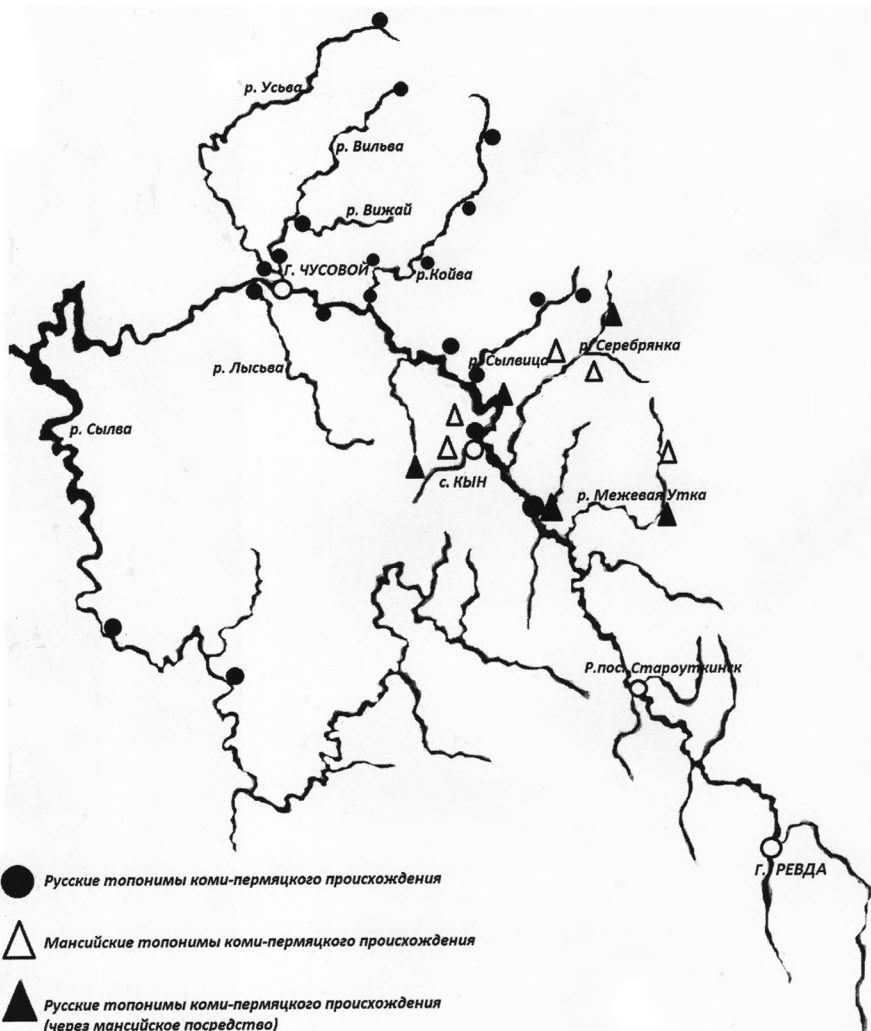 р. Усьва
р. Вильва
р. Вижай
Г. ЧУСОВОЙ
р.Койва
р. Сылвица
р. Серебрянка
р. Лысьва
р. Сылва
с. КЫН
р. Межевая Утка
Р.пос. Староуткинск
Г. РЕВДА
Русские топонимы коми-пермяцкого происхождения
Мансийские топонимы коми-пермяцкого происхождения
Русские топонимы коми-пермяцкого происхождения
(через мансийское посредство)